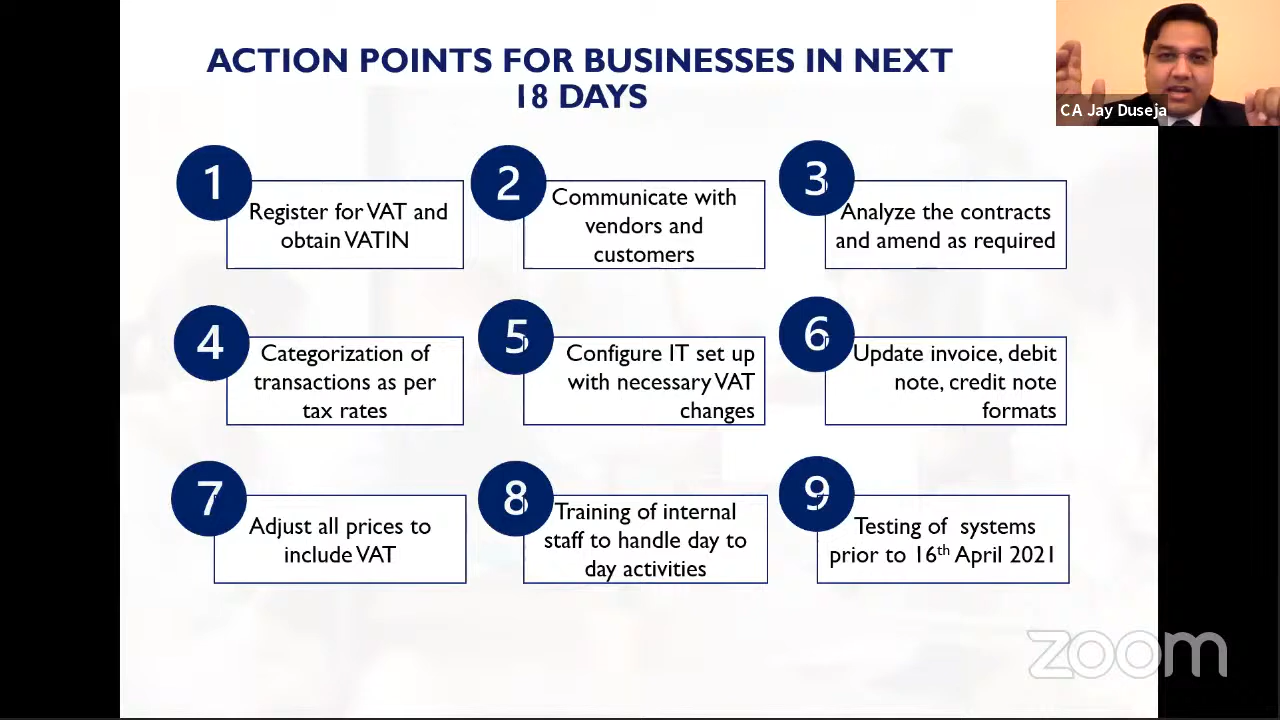 ACTION POINTS FOR BUSINESSES IN NEXT
18 DAYS
CA Jay Duseja
1
Register for VAT and
obtain VATIN
2
Communicate with
vendors and
customers
3
Analyze the contracts
and amend as required
4
Categorization of
transactions as per
tax rates
5
Configure IT set up
with necessary VAT
changes
6
Update invoice, debit
note, credit note
formats
7
Adjust all prices to
include VAT
8
Training of internal
staff to handle day to
day activities
9
Testing of systems
prior to 16th April 2021
zoom